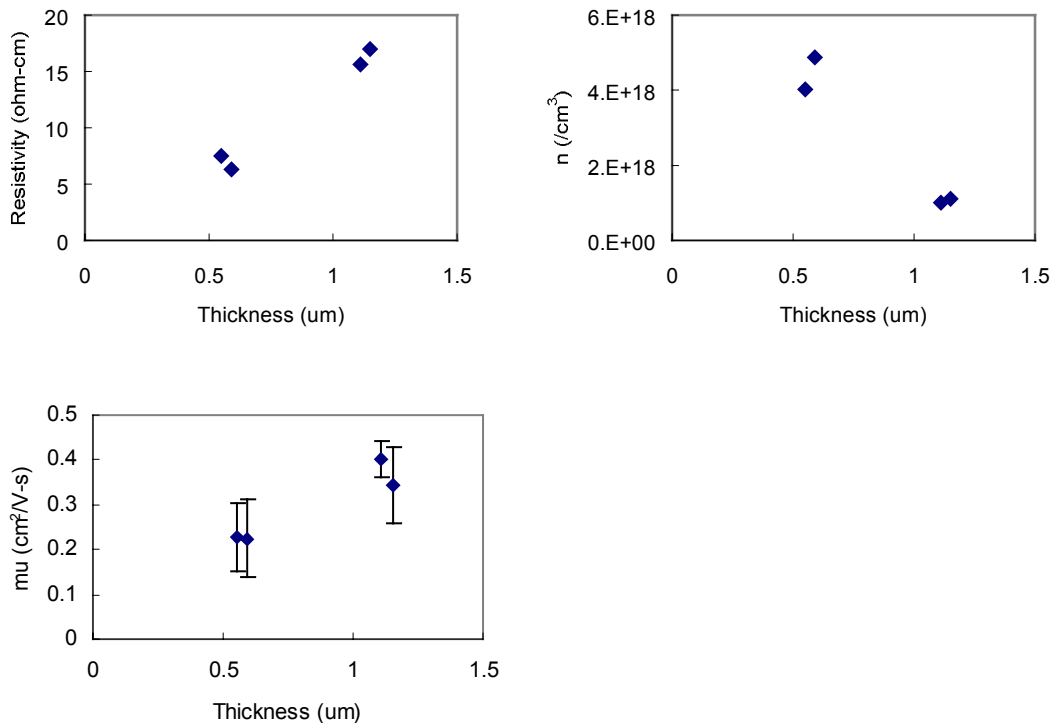 20
15
10
5
0
Resistivity (ohm-cm)
0
0.5
1
1.5
Thickness (um)
6.E+18
4.E+18
2.E+18
0.E+00
n (/cm³)
0
0.5
1
1.5
Thickness (um)
0.5
0.4
0.3
0.2
0.1
0
mu (cm²/V-s)
0
0.5
1
1.5
Thickness (um)